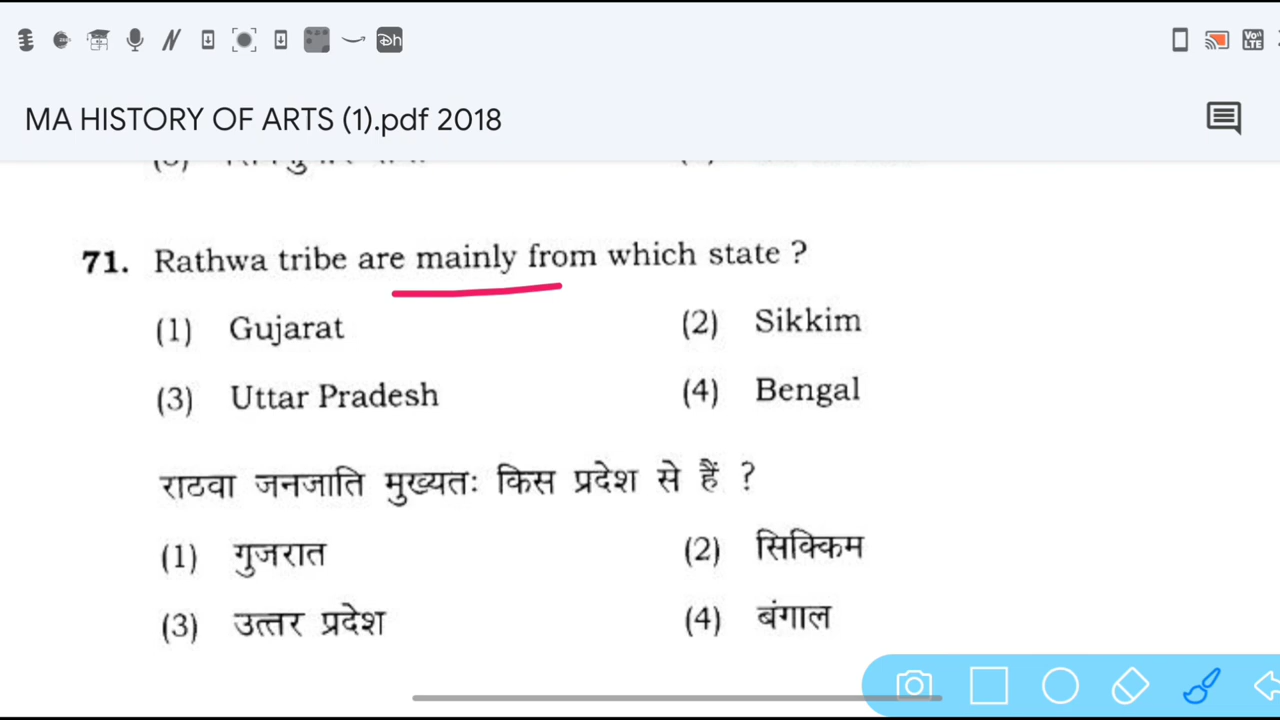 MA HISTORY OF ARTS (1).pdf 2018
71. Rathwa tribe are mainly from which state ?
(1) Gujarat (2) Sikkim
(3) Uttar Pradesh (4) Bengal
राठवा जनजाति मुख्यतः किस प्रदेश से हैं ?
(1) गुजरात (2) सिक्किम
(3) उत्तर प्रदेश (4) बंगाल